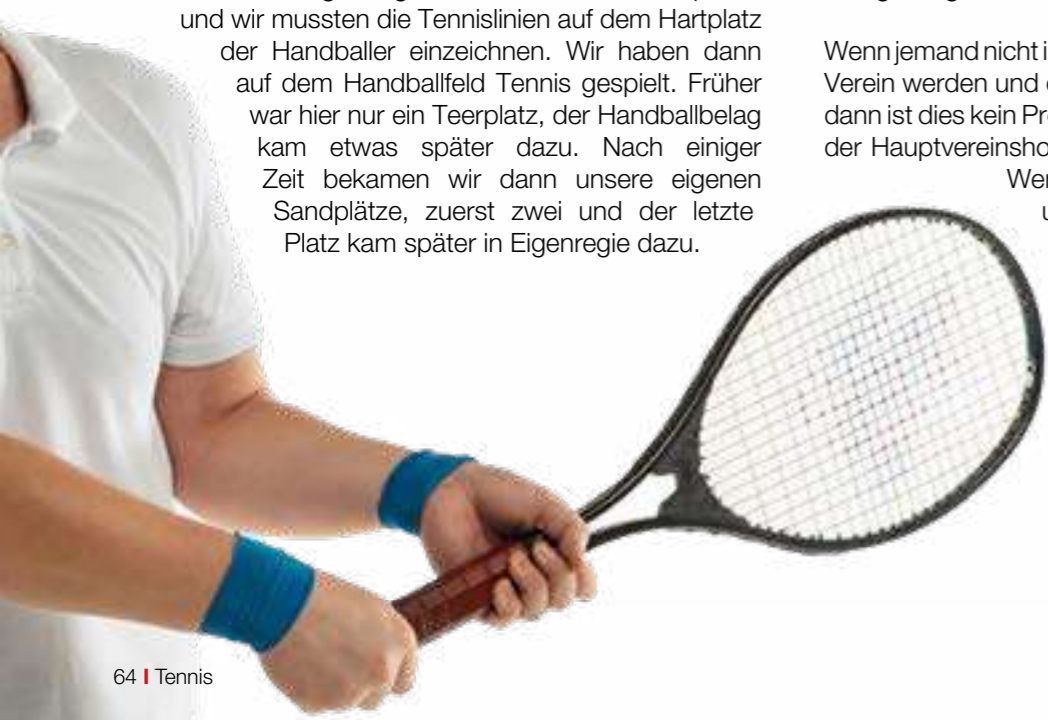 und wir mussten die Tennislinien auf dem Hartplatz
der Handballer einzeichnen. Wir haben dann
auf dem Handballfeld Tennis gespielt. Früher
war hier nur ein Teerplatz, der Handballbelag
kam etwas später dazu. Nach einiger
Zeit bekamen wir dann unsere eigenen
Sandplätze, zuerst zwei und der letzte
Platz kam später in Eigenregie dazu.
Wenn jemand nicht
Verein werden und
dann ist dies kein
der
64 I Tennis